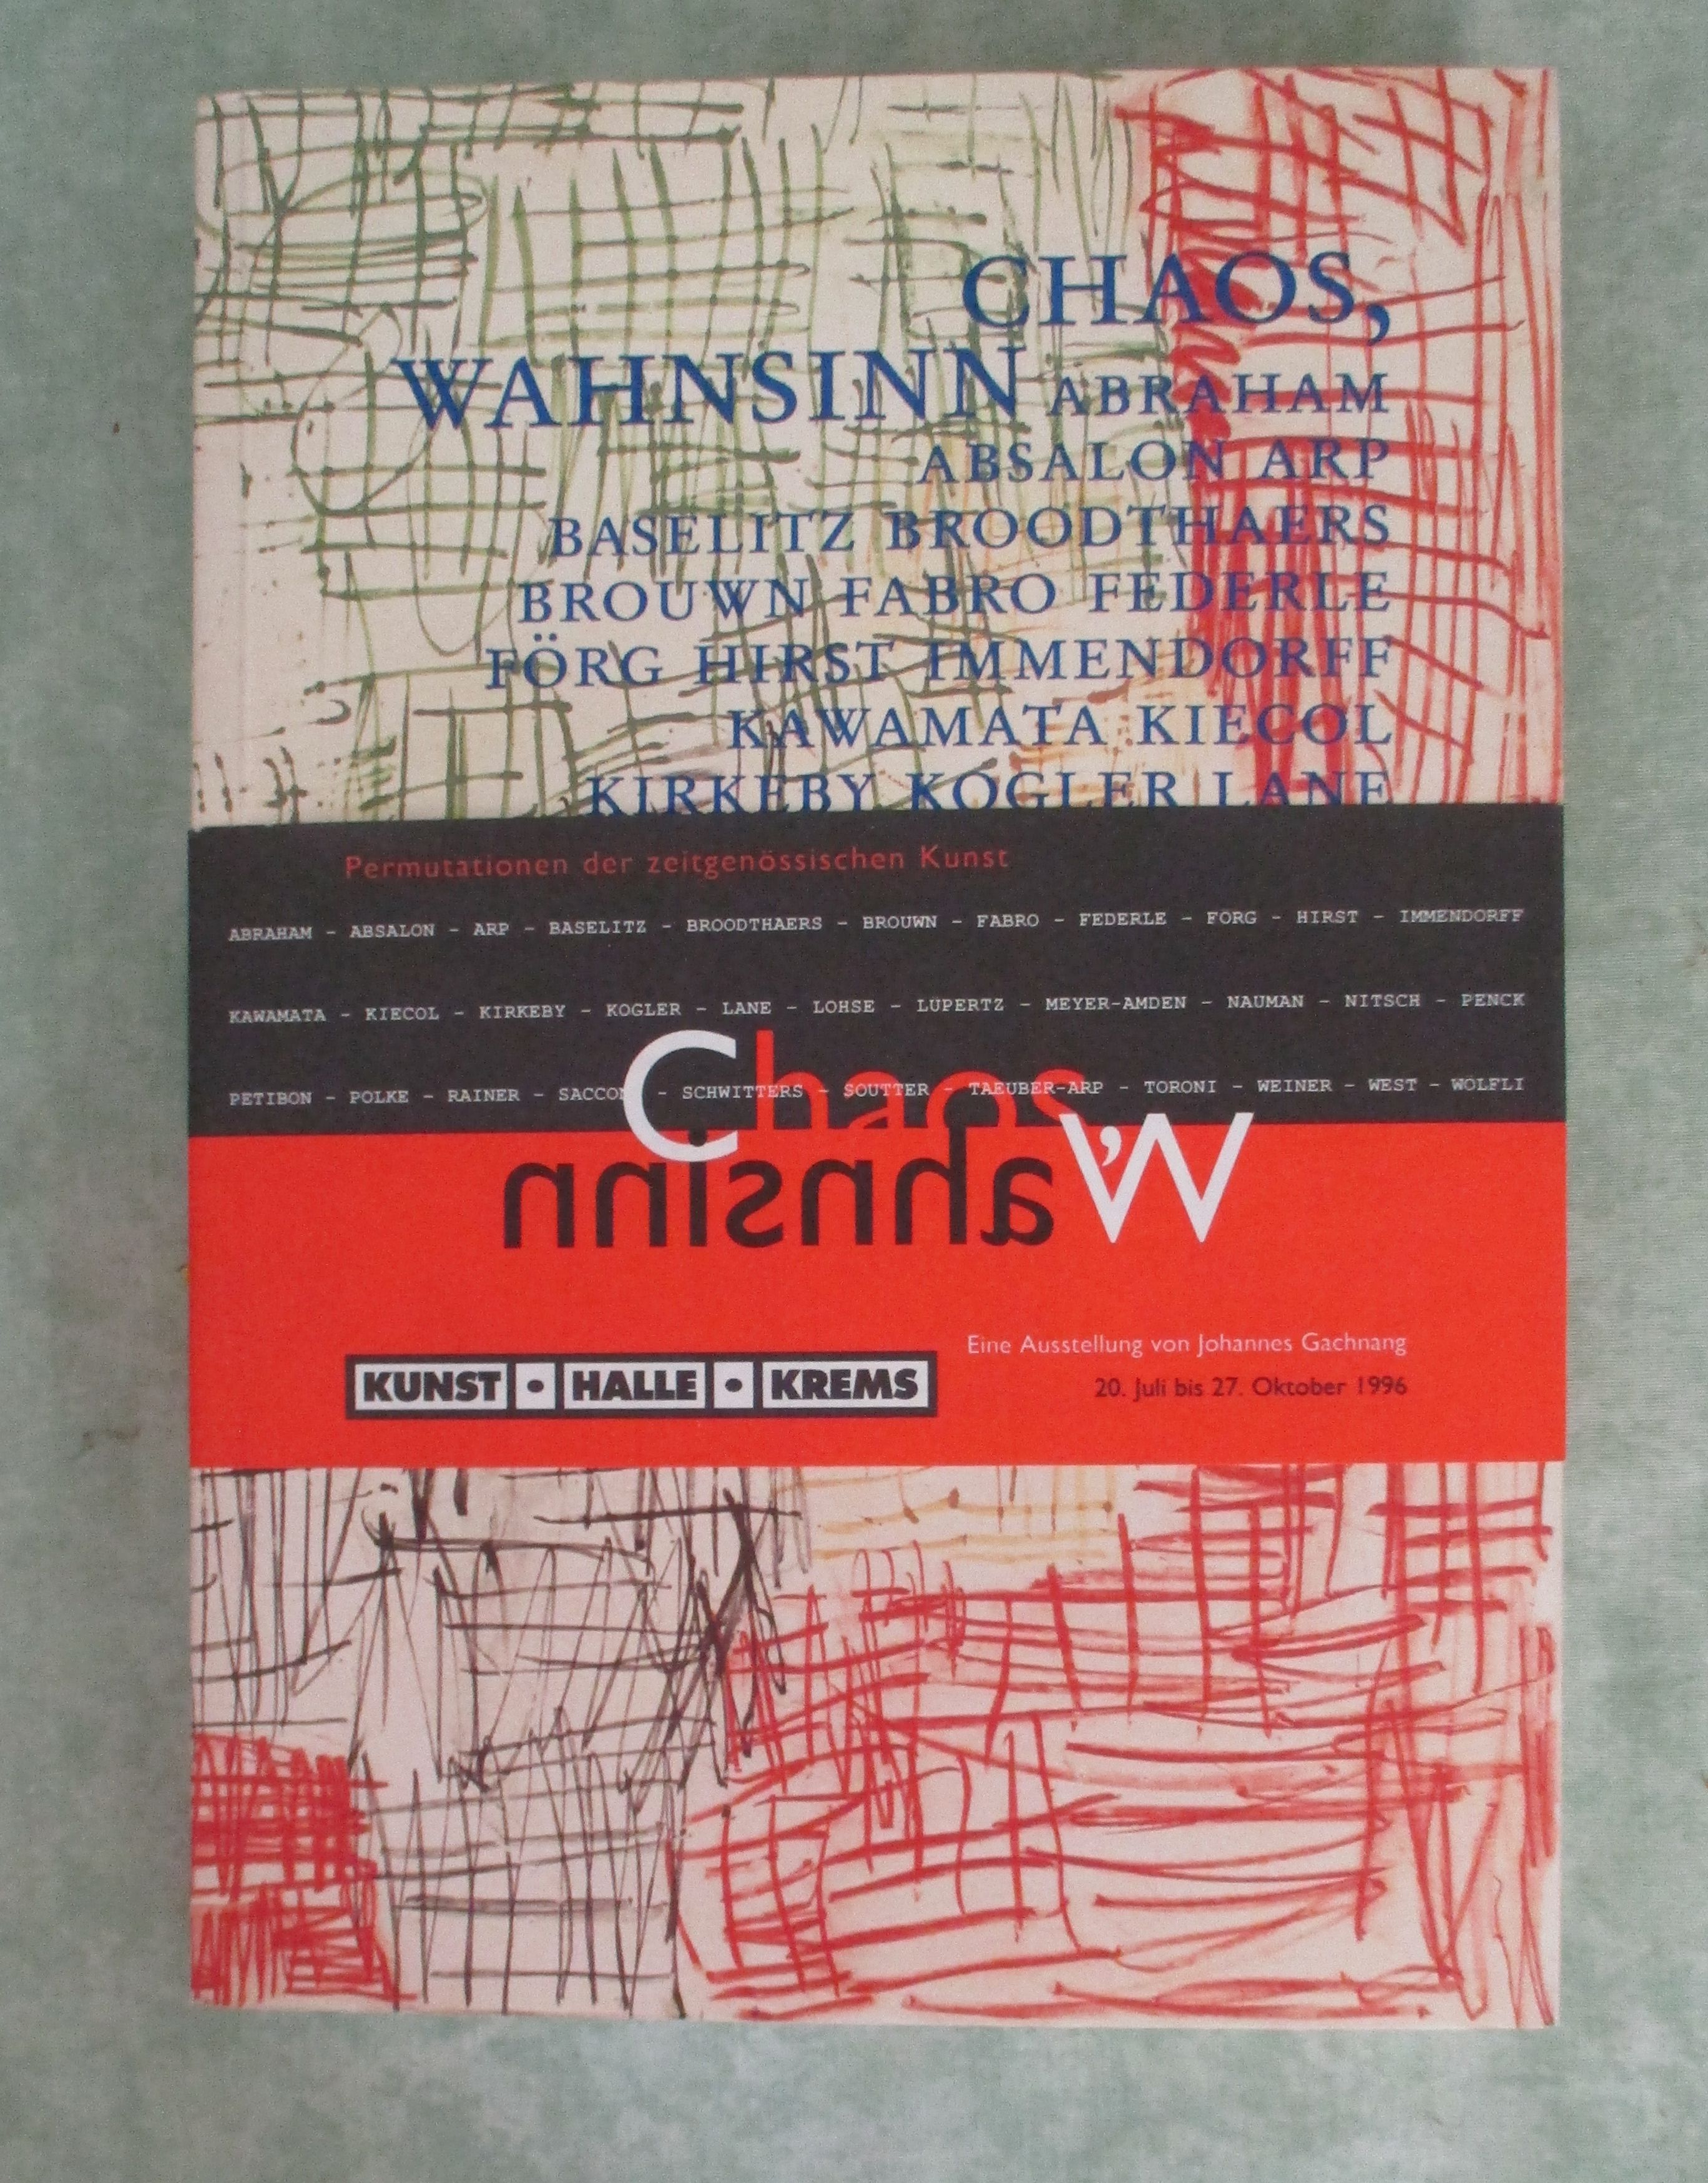 CHAOS,
WAHNSINN ABRAHAM
ABSALON ARP
BASELITZ BROODTHAERS
BROUWN FABRO FEDERLE
FÖRG HIRST IMMENDORFF
KAWAMATA KIECOL
KIRKEBY KOGLER LANE
Permutationen der zeitgenössischen Kunst
ABRAHAM - ABSALON - ARP - BASELITZ - BROODTHAERS - BROUWN - FABRO - FEDERLE - FÖRG - HIRST - IMMENDORFF
KAWAMATA - KIECOL - KIRKEBY - KOGLER - LANE - LOHSE - LÜPERTZ - MEYER-AMDEN - NAUMAN - NITSCH - PENCK
PETIBON - POLKE - RAINER - SACCON - SCHWITTERS - SOUTTER - TAEUBER-ARP - TORONI - WEINER - WEST - WÖLFLI
Chaos,
Wahnsinn
KUNST • HALLE • KREMS
Eine Ausstellung von Johannes Gachnang
20. Juli bis 27. Oktober 1996